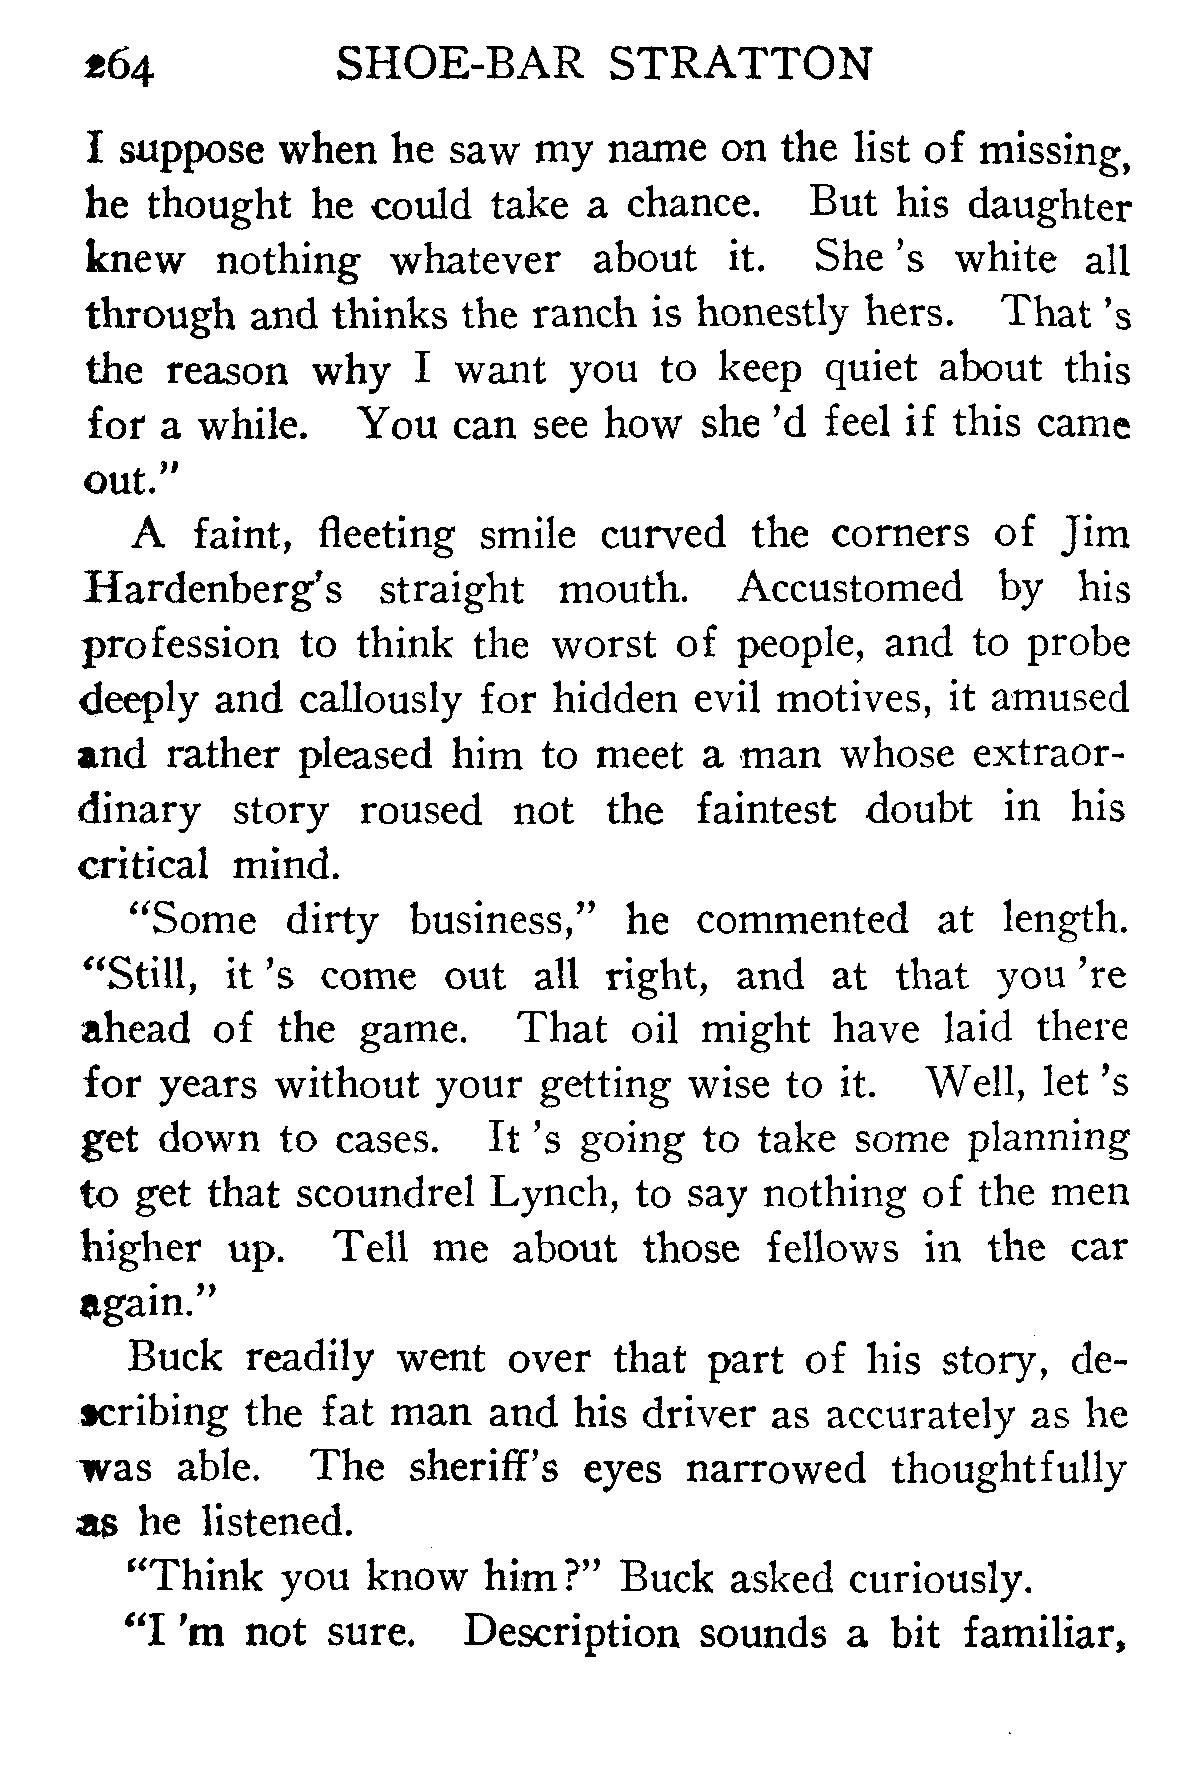 264 SHOE-BAR STRATTON
I suppose when he saw my name on the list of missing,
he thought he could take a chance. But his daughter
knew nothing whatever about it. She 's white all
through and thinks the ranch is honestly hers. That 's
the reason why I want you to keep quiet about this
for a while. You can see how she 'd feel if this came
out."
A faint, fleeting smile curved the corners of Jim
Hardenberg's straight mouth. Accustomed by his
profession to think the worst of people, and to probe
deeply and callously for hidden evil motives, it amused
and rather pleased him to meet a man whose extraor-
dinary story roused not the faintest doubt in his
critical mind.
"Some dirty business," he commented at length.
"Still, it 's come out all right, and at that you 're
ahead of the game. That oil might have laid there
for years without your getting wise to it. Well, let 's
get down to cases. It 's going to take some planning
to get that scoundrel Lynch, to say nothing of the men
higher up. Tell me about those fellows in the car
again."
Buck readily went over that part of his story, de-
scribing the fat man and his driver as accurately as he
was able. The sheriff's eyes narrowed thoughtfully
as he listened.
"Think you know him?" Buck asked curiously.
"I 'm not sure. Description sounds a bit familiar,